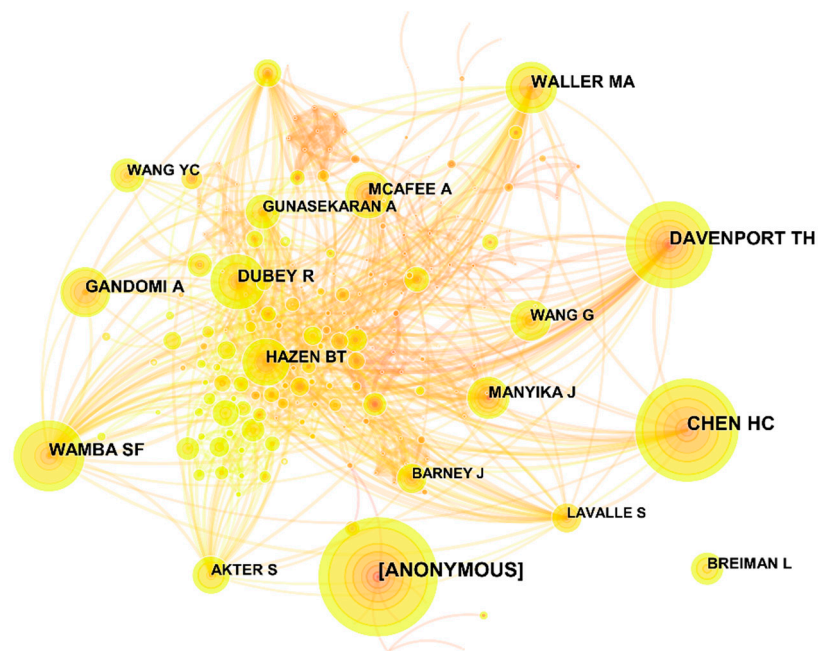 WALLER MA
WANG YC
MCAFEE A
GUNASEKARAN A
DAVENPORT TH
DUBEY R
GANDOMI A
WANG G
HAZEN BT
MANYIKA J
CHEN HC
WAMBA SF
BARNEY J
LAVALLE S
BREIMAN L
AKTER S
[ANONYMOUS]